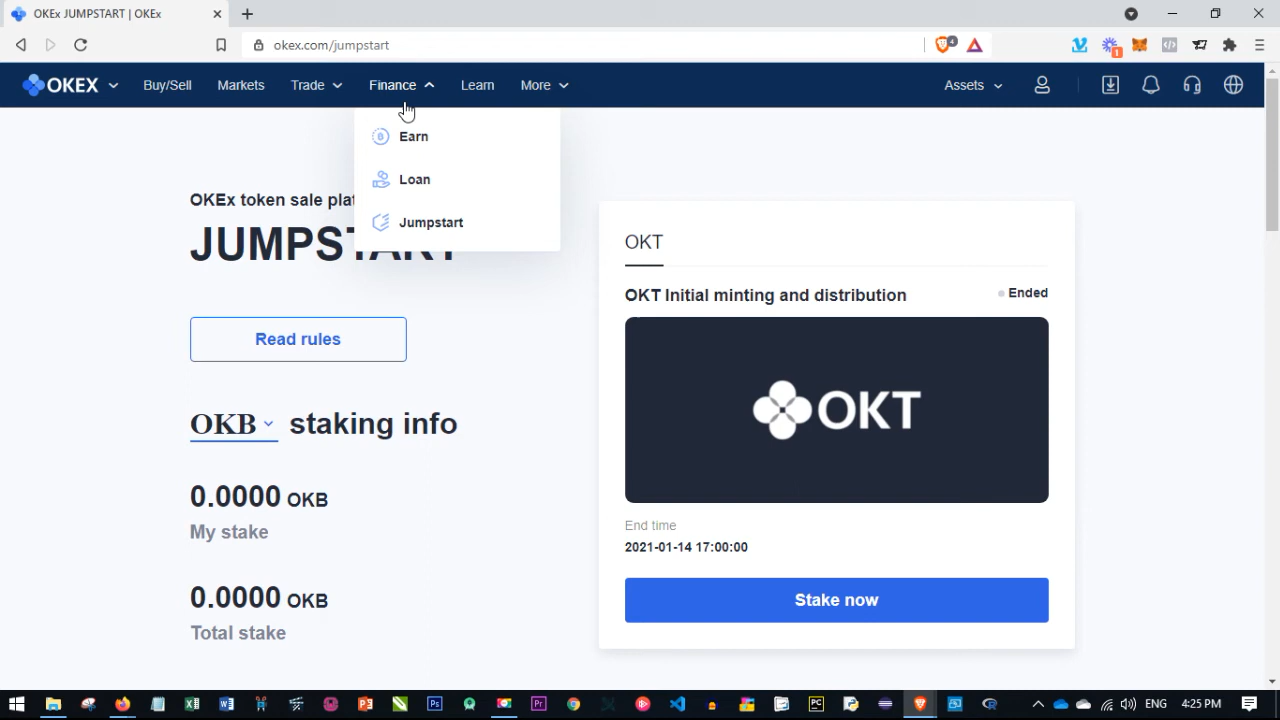 OKEx JUMPSTART | OKEx
okex.com/jumpstart
4
1
OKEX
Buy/Sell
Markets
Trade
Finance
Learn
More
Assets
Earn
Loan
Jumpstart
OKEx token sale plat
JUMPSTART
Read rules
OKB staking info
0.0000 OKB
My stake
0.0000 OKB
Total stake
OKT
OKT Initial minting and distribution
Ended
OKT
End time
2021-01-14 17:00:00
Stake now
ENG
4:25 PM